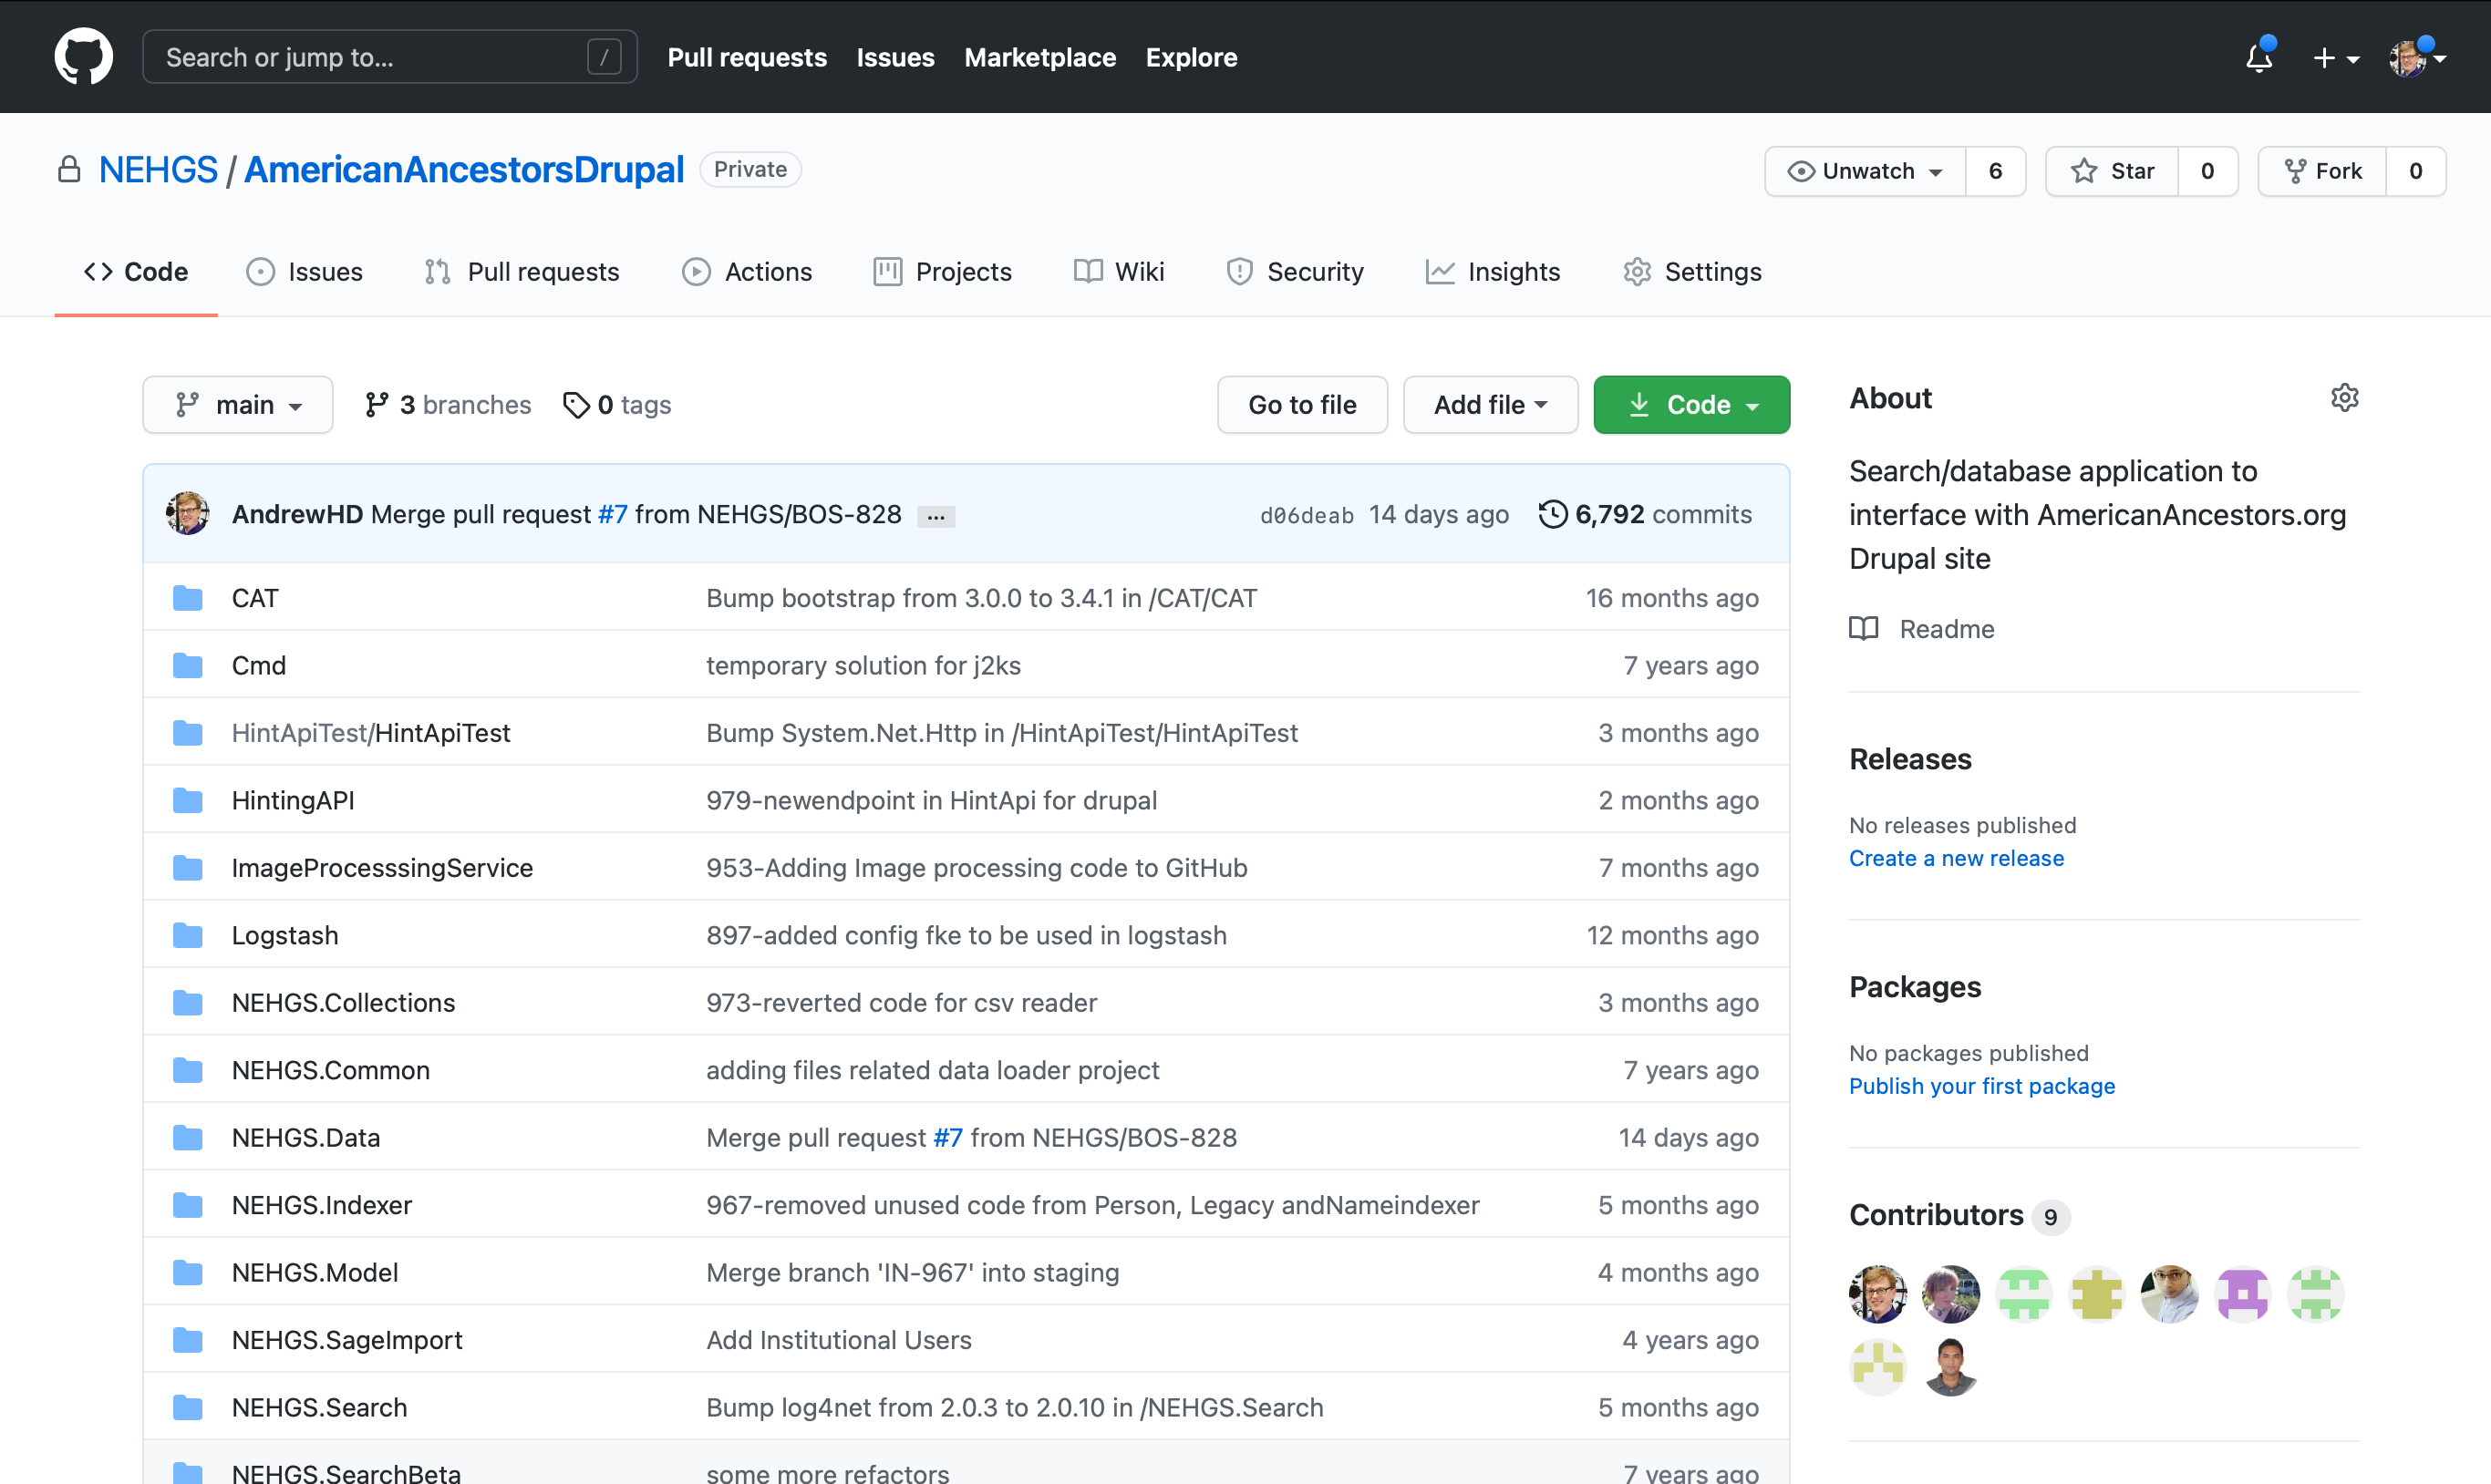 Search or jump to... /
Pull requests Issues Marketplace Explore
NEHGS / AmericanAncestorsDrupal Private
Unwatch 6 Star 0 Fork 0
Code Issues Pull requests Actions Projects Wiki Security Insights Settings
main 3 branches 0 tags
Go to file Add file Code
AndrewHD Merge pull request #7 from NEHGS/BOS-828 ... d06deab 14 days ago 6,792 commits
CAT Bump bootstrap from 3.0.0 to 3.4.1 in /CAT/CAT 16 months ago
Cmd temporary solution for j2ks 7 years ago
HintApiTest/HintApiTest Bump System.Net.Http in /HintApiTest/HintApiTest 3 months ago
HintingAPI 979-newendpoint in HintApi for drupal 2 months ago
ImageProcesssingService 953-Adding Image processing code to GitHub 7 months ago
Logstash 897-added config fke to be used in logstash 12 months ago
NEHGS.Collections 973-reverted code for csv reader 3 months ago
NEHGS.Common adding files related data loader project 7 years ago
NEHGS.Data Merge pull request #7 from NEHGS/BOS-828 14 days ago
NEHGS.Indexer 967-removed unused code from Person, Legacy andNameindexer 5 months ago
NEHGS.Model Merge branch 'IN-967' into staging 4 months ago
NEHGS.SageImport Add Institutional Users 4 years ago
NEHGS.Search Bump log4net from 2.0.3 to 2.0.10 in /NEHGS.Search 5 months ago
NEHGS.SearchBeta some more refactors 7 years ago
About
Search/database application to
interface with AmericanAncestors.org
Drupal site
Readme
Releases
No releases published
Create a new release
Packages
No packages published
Publish your first package
Contributors 9